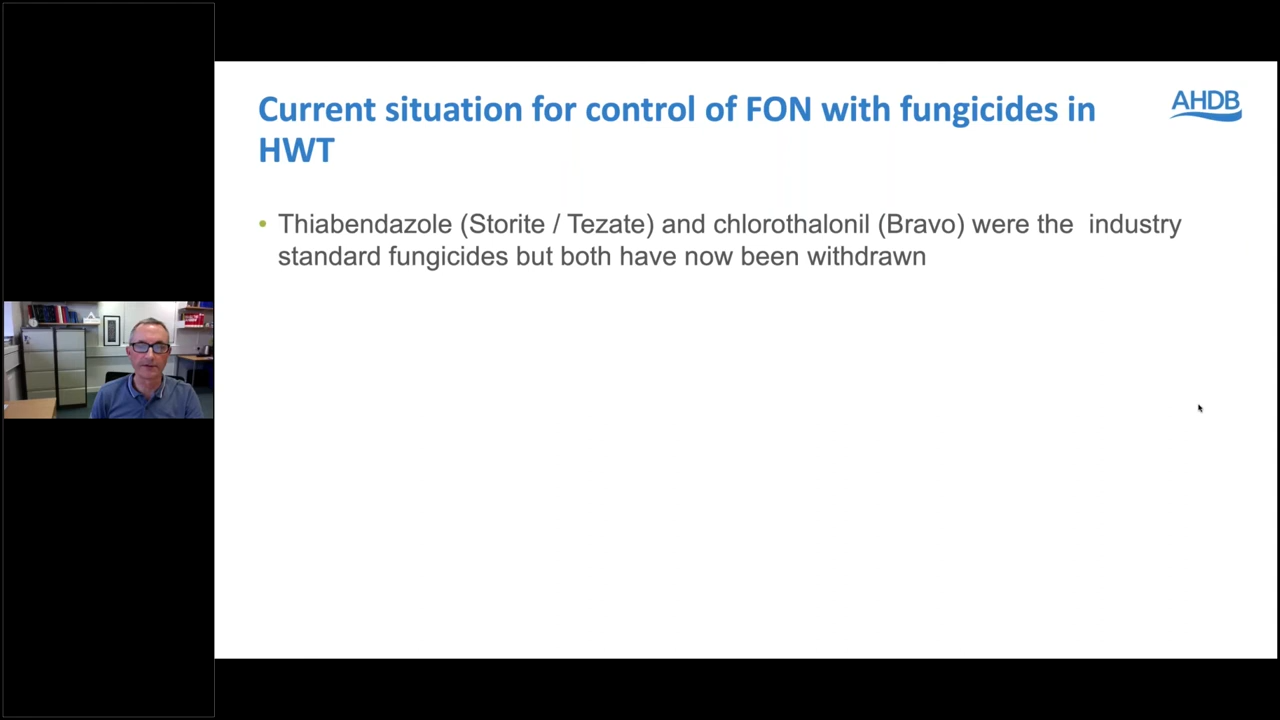 Current situation for control of FON with fungicides in
HWT
AHDB
• Thiabendazole (Storite / Tezate) and chlorothalonil (Bravo) were the  industry
standard fungicides but both have now been withdrawn